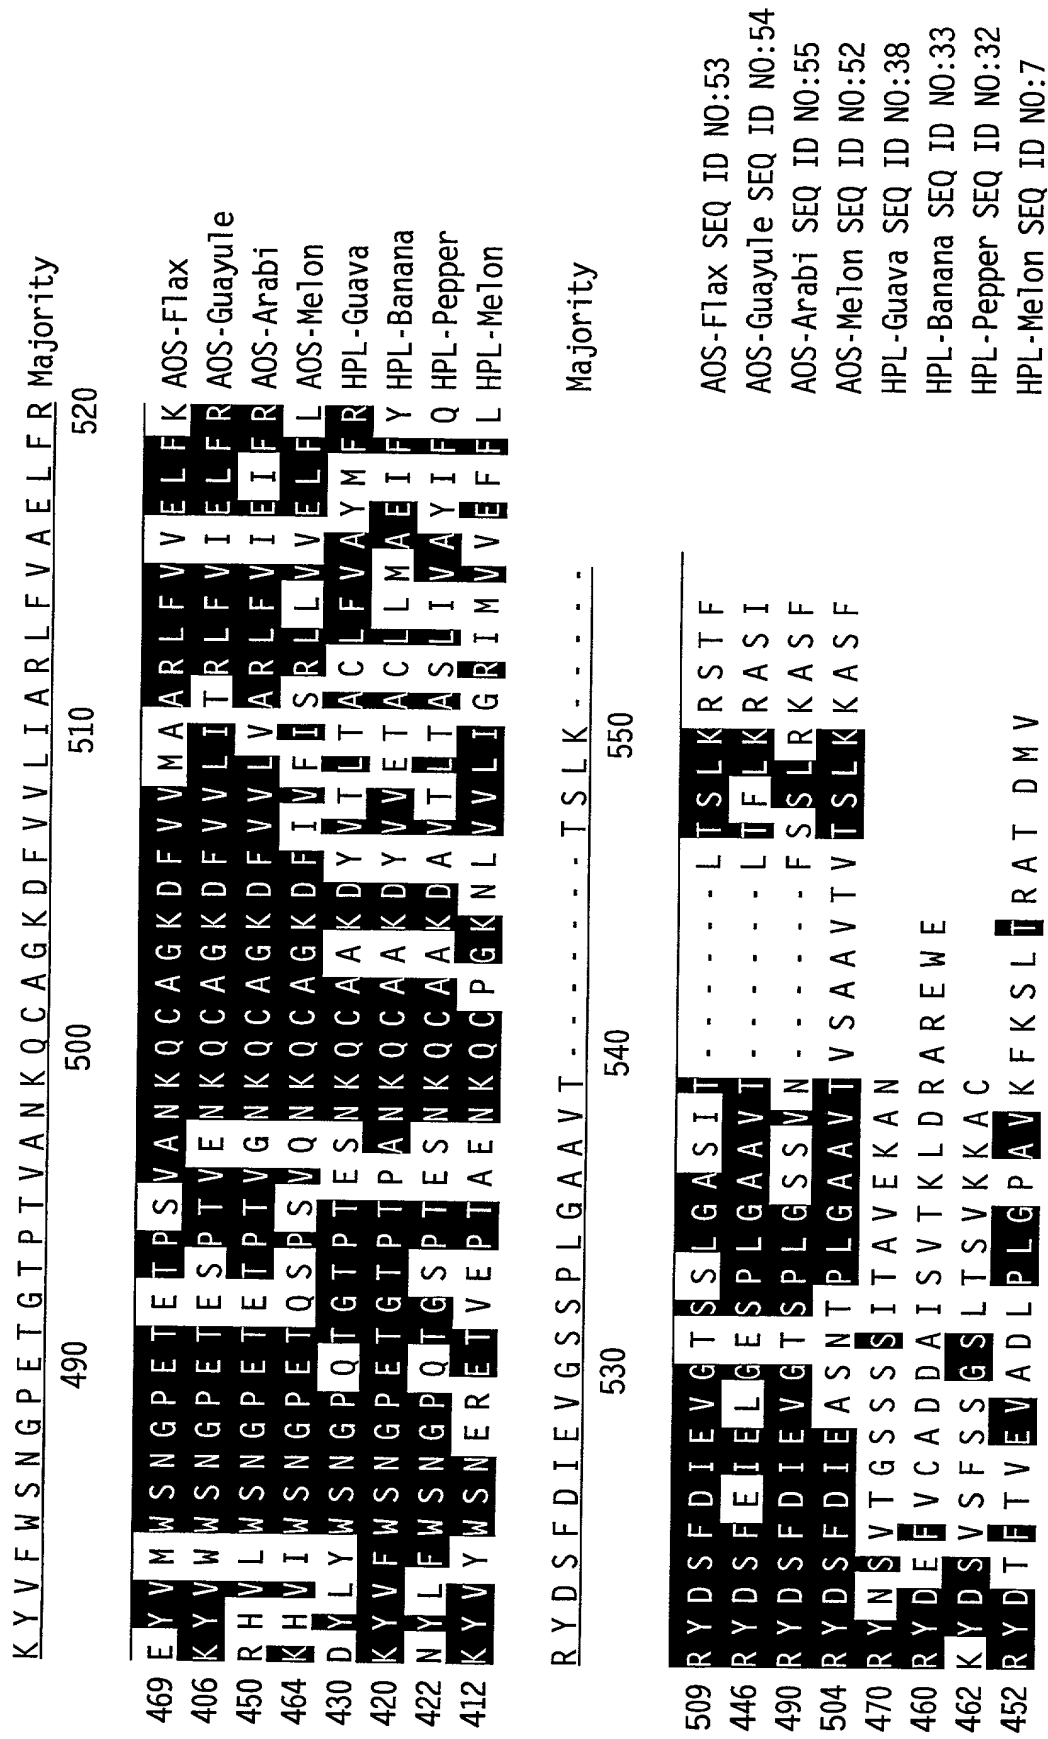 K Y V F W S N G P E T G T P T V A N K Q C A G K D F V V L I A R L F V A E L F R Majority
490 500 510 520
469 E Y V M W S N G P E T E T P S V A N K Q C A G K D F V V M A A R L F V V E L F K AOS-Flax
406 K Y V W W S N G P E T E S P T V E N K Q C A G K D F V V L I T R L F V I E L F R AOS-Guayule
450 R H V L W S N G P E T E T P T V G N K Q C A G K D F V V L V A R L F V I E I F R AOS-Arabi
464 K H V I W S N G P E T Q S P S V Q N K Q C A G K D F I V F I S R L L V V E L F L AOS-Melon
430 D Y L Y W S N G P Q T G T P T E S N K Q C A A K D Y V T L T A C L F V A Y M F R HPL-Guava
420 K Y V F W S N G P E T G T P T P A N K Q C A A K D Y V V E T A C L L M A E I F Y HPL-Banana
422 N Y L F W S N G P Q T G S P T E S N K Q C A A K D A V T L T A S L I V A Y I F Q HPL-Pepper
412 K Y V Y W S N E R E T V E P T A E N K Q C P G K N L V V L I G R I M V V E F F L HPL-Melon
R Y D S F D I E V G S S P L G A A V T - - - - - - - T S L K - - - - Majority
530 540 550
509 R Y D S F D I E V G T S S L G A S I T - - - - - - L T S L K R S T F AOS-Flax SEQ ID NO:53
446 R Y D S F E I E L G E S P L G A A V T - - - - - - L T F L K R A S I AOS-Guayule SEQ ID NO:54
490 R Y D S F D I E V G T S P L G S S V N - - - - - - F S S L R K A S F AOS-Arabi SEQ ID NO:55
504 R Y D S F D I E A S N T P L G A A V T V S A A V T V T S L K K A S F AOS-Melon SEQ ID NO:52
470 R Y N S V T G S S S S I T A V E K A N HPL-Guava SEQ ID NO:38
460 R Y D E F V C A D D A I S V T K L D R A R E W E HPL-Banana SEQ ID NO:33
462 K Y D S V S F S S G S L T S V K K A C HPL-Pepper SEQ ID NO:32
452 R Y D T F T V E V A D L P L G P A V K F K S L T R A T D M V HPL-Melon SEQ ID NO:7